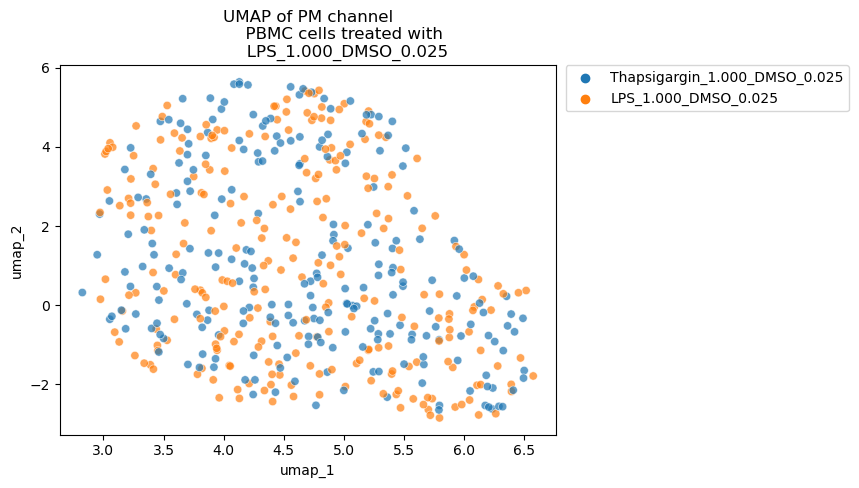 UMAP of PM channel
PBMC cells treated with
LPS_1.000_DMSO_0.025
Thapsigargin_1.000_DMSO_0.025
LPS_1.000_DMSO_0.025
6
4
2
0
−2
umap_2
3.0 3.5 4.0 4.5 5.0 5.5 6.0 6.5
umap_1